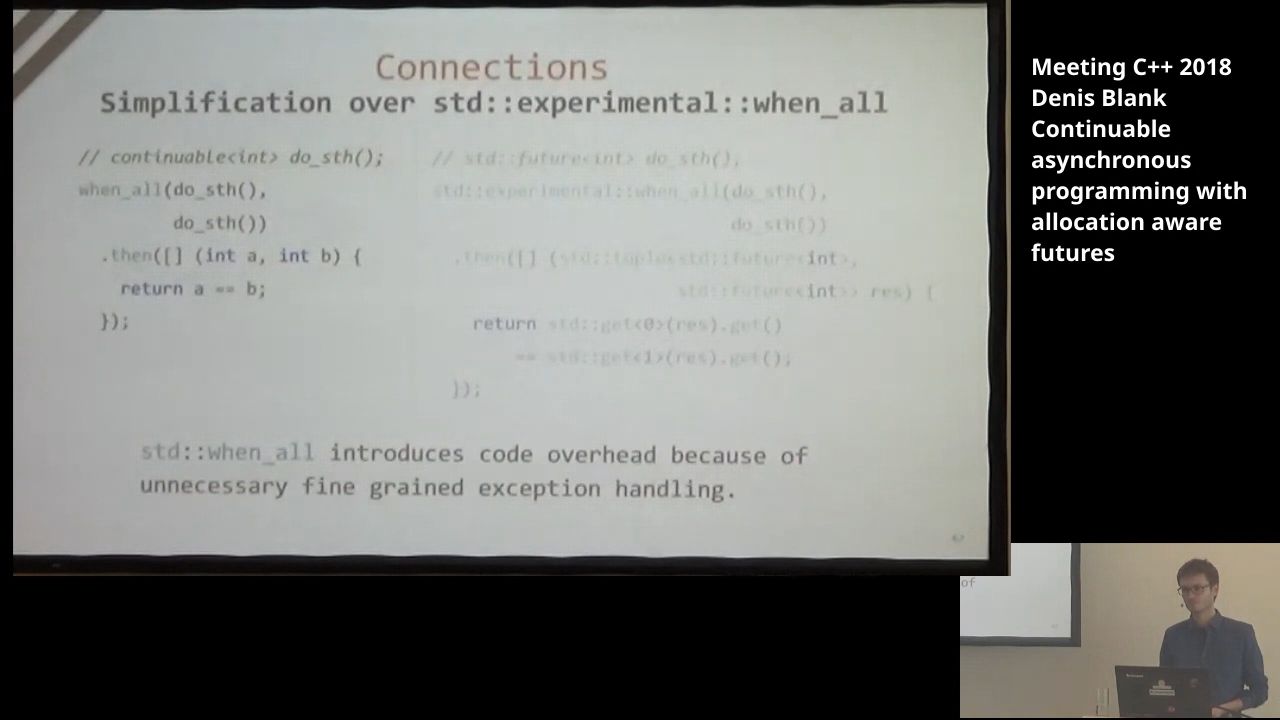 Connections
Simplification over std::experimental::when_all
// continuable<int> do_sth();
when_all(do_sth(),
do_sth())
.then([] (int a, int b) {
return a == b;
});
// std::future<int> do_sth();
std::experimental::when_all(do_sth(),
do_sth())
.then([] (std::tuple<std::future<int>,
std::future<int>> res) {
return std::get<0>(res).get()
== std::get<1>(res).get();
});
std::when_all introduces code overhead because of
unnecessary fine grained exception handling.
Meeting C++ 2018
Denis Blank
Continuable
asynchronous
programming with
allocation aware
futures
of